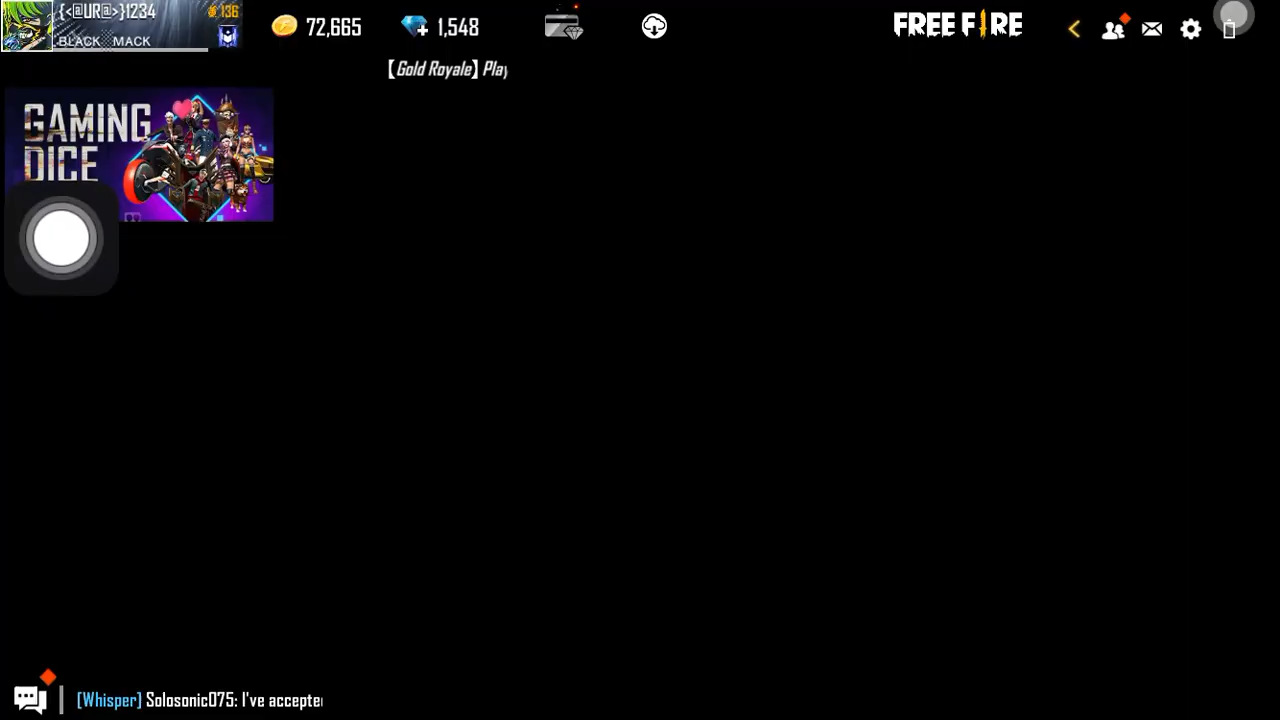 {<@UR@>}1234
136
BLACK MACK
72,665
1,548
FREE FIRE
【Gold Royale】 Play
GAMING
DICE
[Whisper] Solosonic075: I've accepte